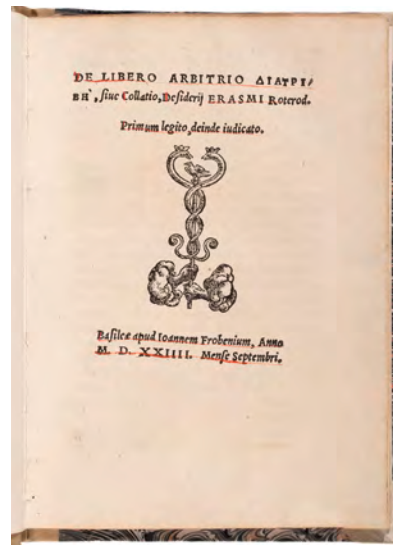 DE LIBERO ARBITRIO ΔΙΑΤΡΙ⸗
ΒΗ`, ſiue Collatio, Deſiderij ERASMI Roterod.
Primum legito, deinde iudicato.
Baſileæ apud Ioannem Frobenium, Anno
M. D. XXIIII. Menſe Septembri.